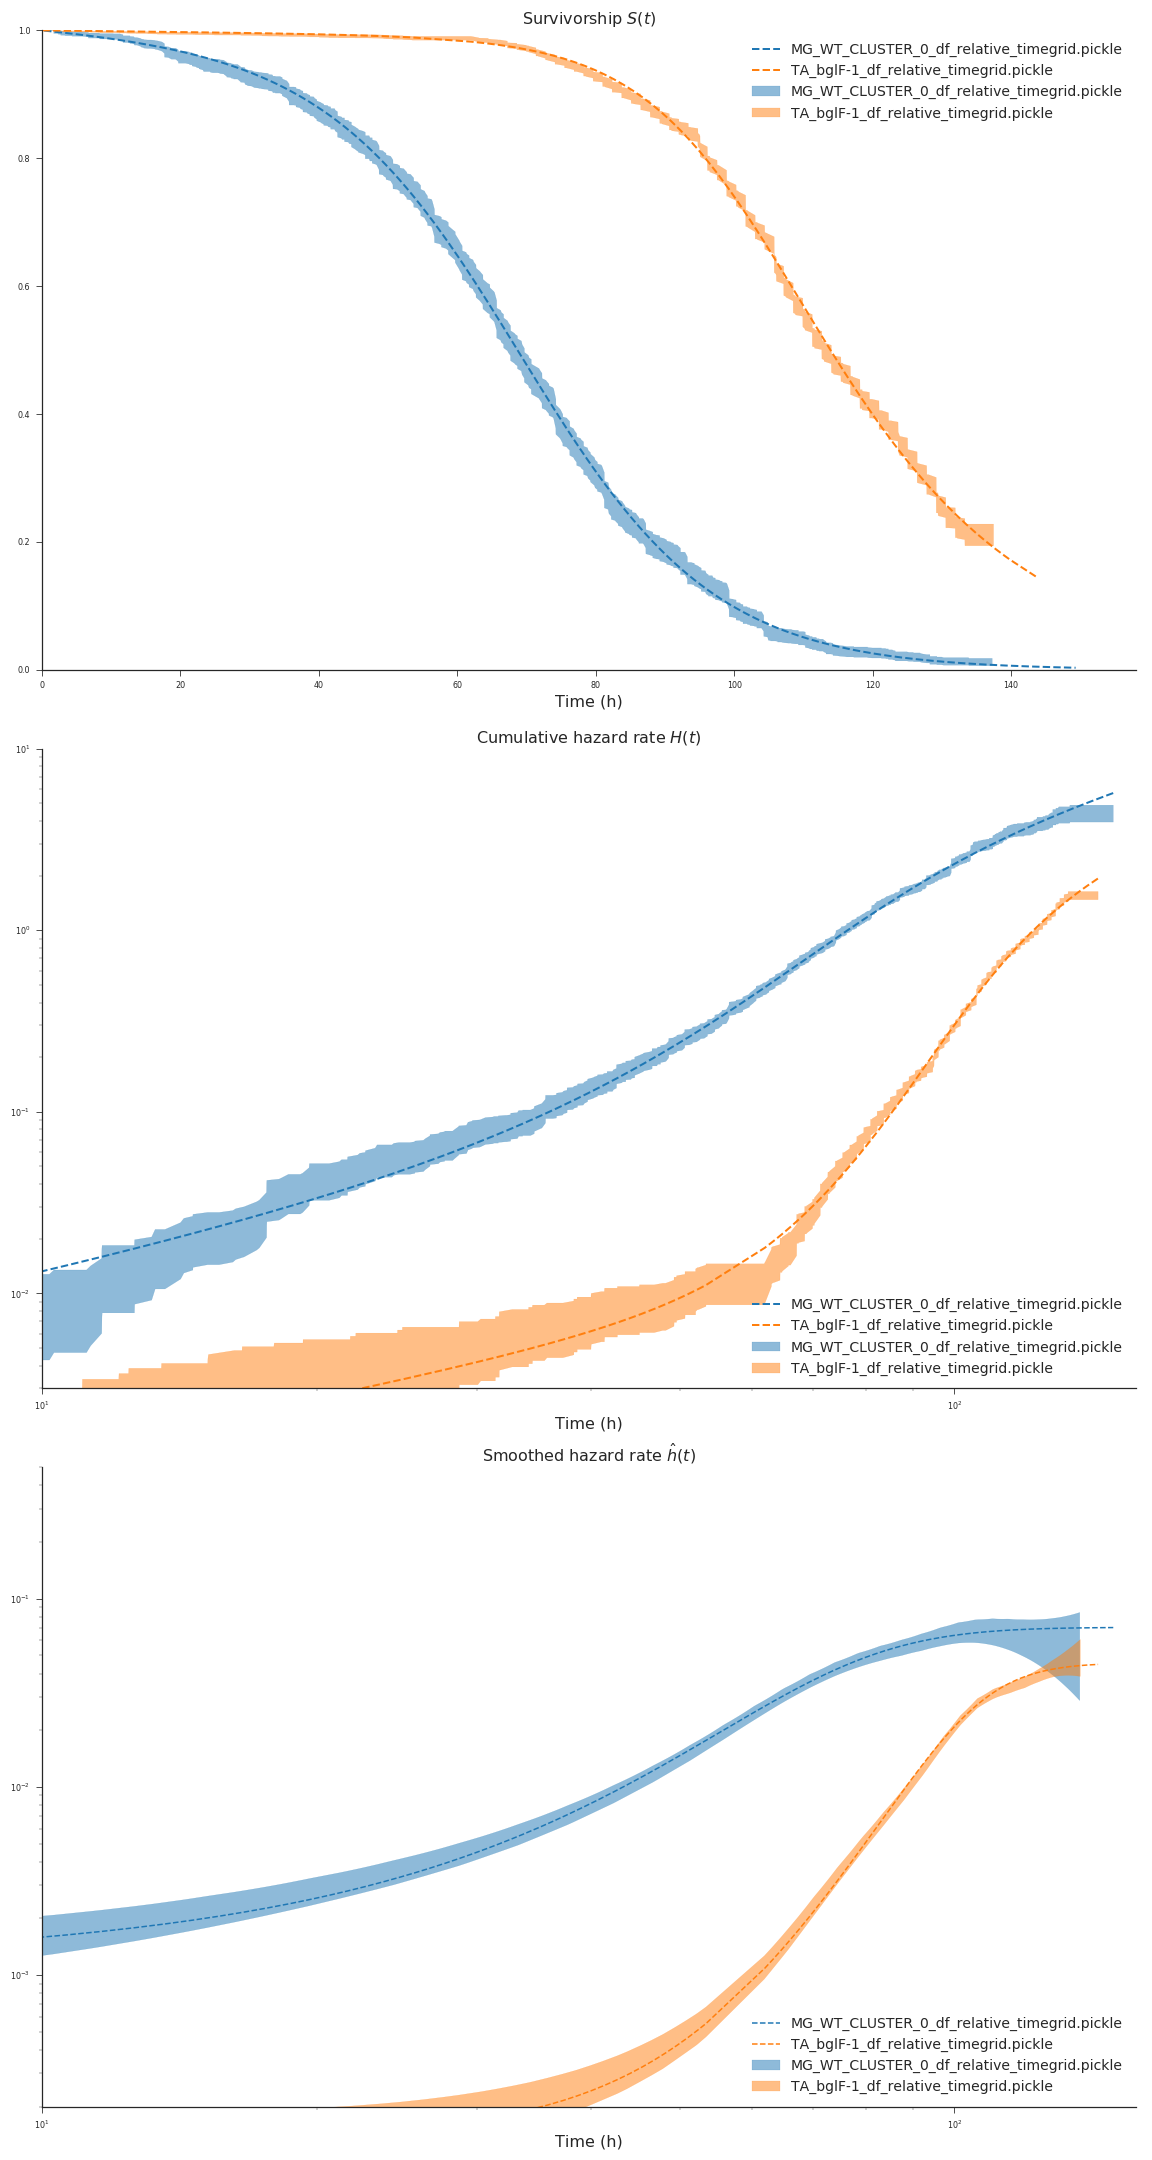 Survivorship S(t)
1.0
0.8
0.6
0.4
0.2
0.0
MG_WT_CLUSTER_0_df_relative_timegrid.pickle
TA_bglF-1_df_relative_timegrid.pickle
MG_WT_CLUSTER_0_df_relative_timegrid.pickle
TA_bglF-1_df_relative_timegrid.pickle
0 20 40 60 80 100 120 140
Time (h)
Cumulative hazard rate H(t)
10¹
10⁰
10⁻¹
10⁻²
MG_WT_CLUSTER_0_df_relative_timegrid.pickle
TA_bglF-1_df_relative_timegrid.pickle
MG_WT_CLUSTER_0_df_relative_timegrid.pickle
TA_bglF-1_df_relative_timegrid.pickle
10¹ 10²
Time (h)
Smoothed hazard rate ĥ(t)
10⁻¹
10⁻²
10⁻³
MG_WT_CLUSTER_0_df_relative_timegrid.pickle
TA_bglF-1_df_relative_timegrid.pickle
MG_WT_CLUSTER_0_df_relative_timegrid.pickle
TA_bglF-1_df_relative_timegrid.pickle
10¹ 10²
Time (h)